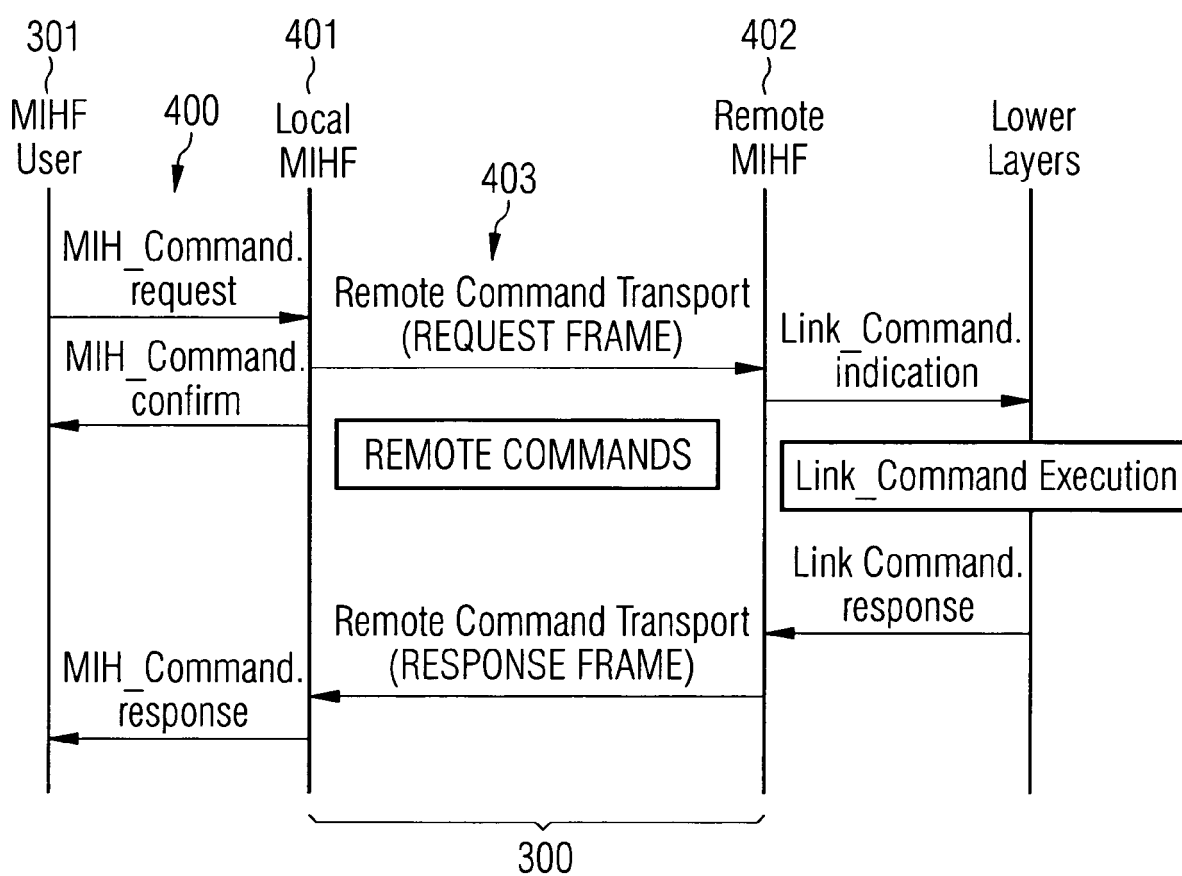 301
401
402
MIHF
User
400
Local
MIHF
Remote
MIHF
Lower
Layers
403
MIH_Command.
request
Remote Command Transport
(REQUEST FRAME)
Link_Command.
indication
MIH_Command.
confirm
REMOTE COMMANDS
Link_Command Execution
Link Command.
response
Remote Command Transport
(RESPONSE FRAME)
MIH_Command.
response
300